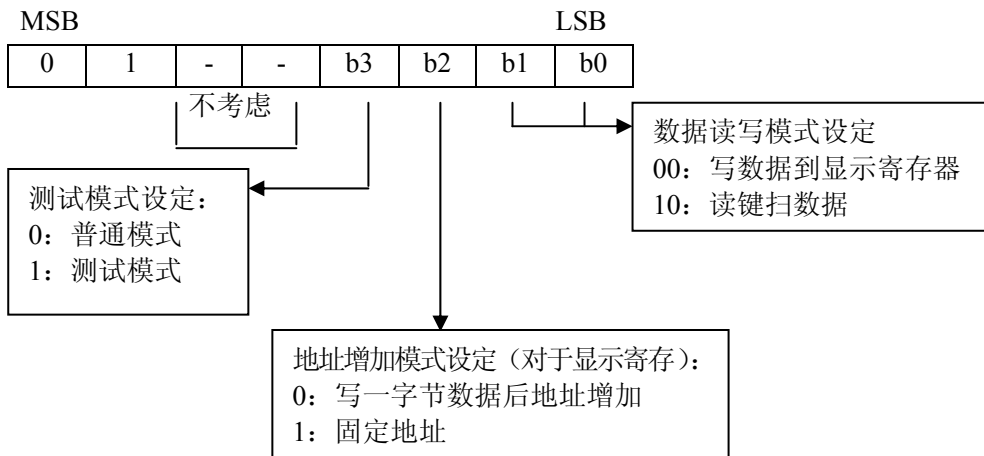 MSB LSB
0 1 - - b3 b2 b1 b0
不考虑
数据读写模式设定
00：写数据到显示寄存器
10：读键扫数据
测试模式设定：
0：普通模式
1：测试模式
地址增加模式设定（对于显示寄存）：
0：写一字节数据后地址增加
1：固定地址